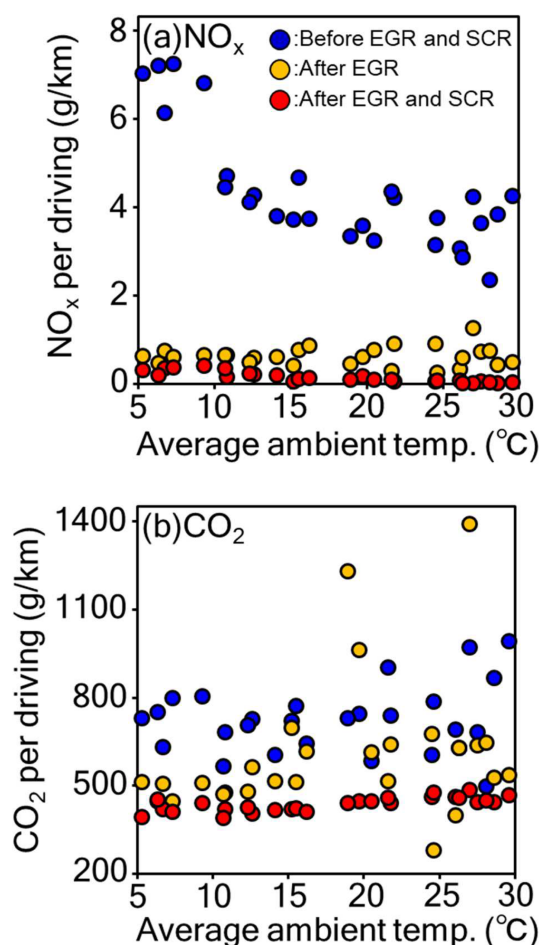 (a)NOx
:Before EGR and SCR
:After EGR
:After EGR and SCR
NOx per driving (g/km)
8
6
4
2
0
5 10 15 20 25 30
Average ambient temp. (℃)
(b)CO2
CO2 per driving (g/km)
1400
1100
800
500
200
5 10 15 20 25 30
Average ambient temp. (℃)